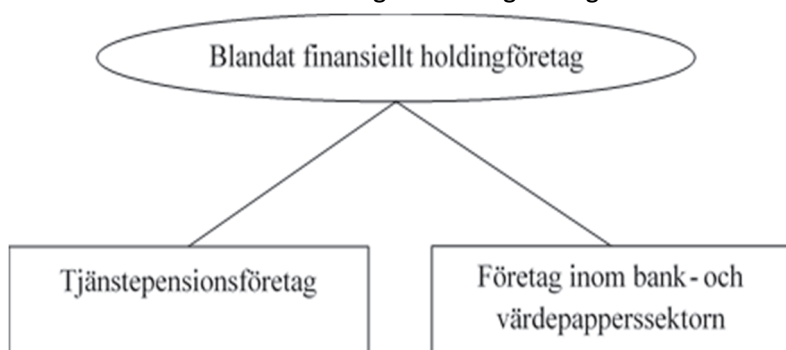 Blandat finansiellt holdingföretag
Tjänstepensionsföretag
Företag inom bank- och
värdepapperssektorn